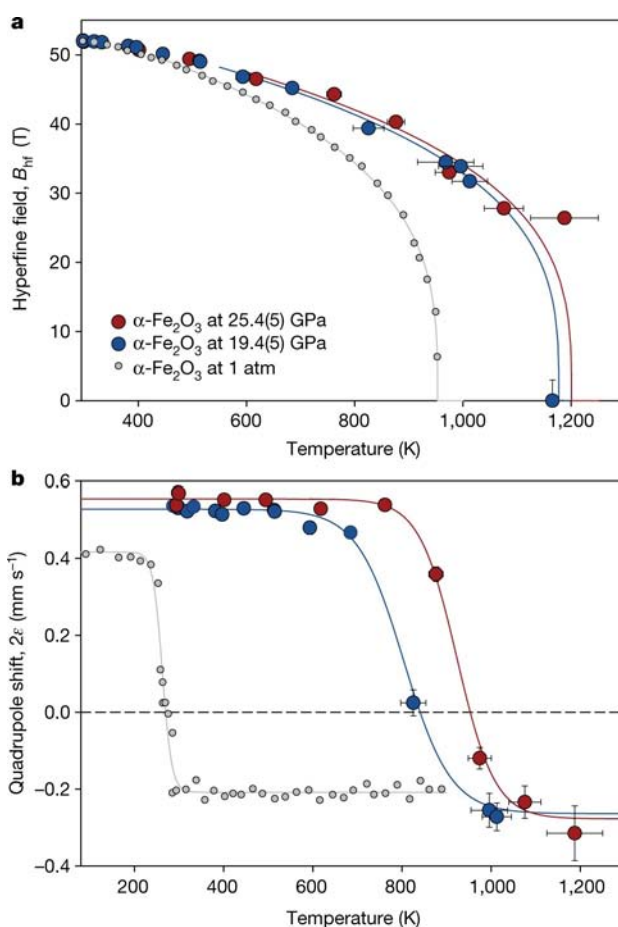 a
Hyperfine field, B_hf (T)
50
40
30
20
10
0
α-Fe₂O₃ at 25.4(5) GPa
α-Fe₂O₃ at 19.4(5) GPa
α-Fe₂O₃ at 1 atm
400 600 800 1,000 1,200
Temperature (K)
b
Quadrupole shift, 2ε (mm s⁻¹)
0.6
0.4
0.2
0.0
−0.2
−0.4
200 400 600 800 1,000 1,200
Temperature (K)